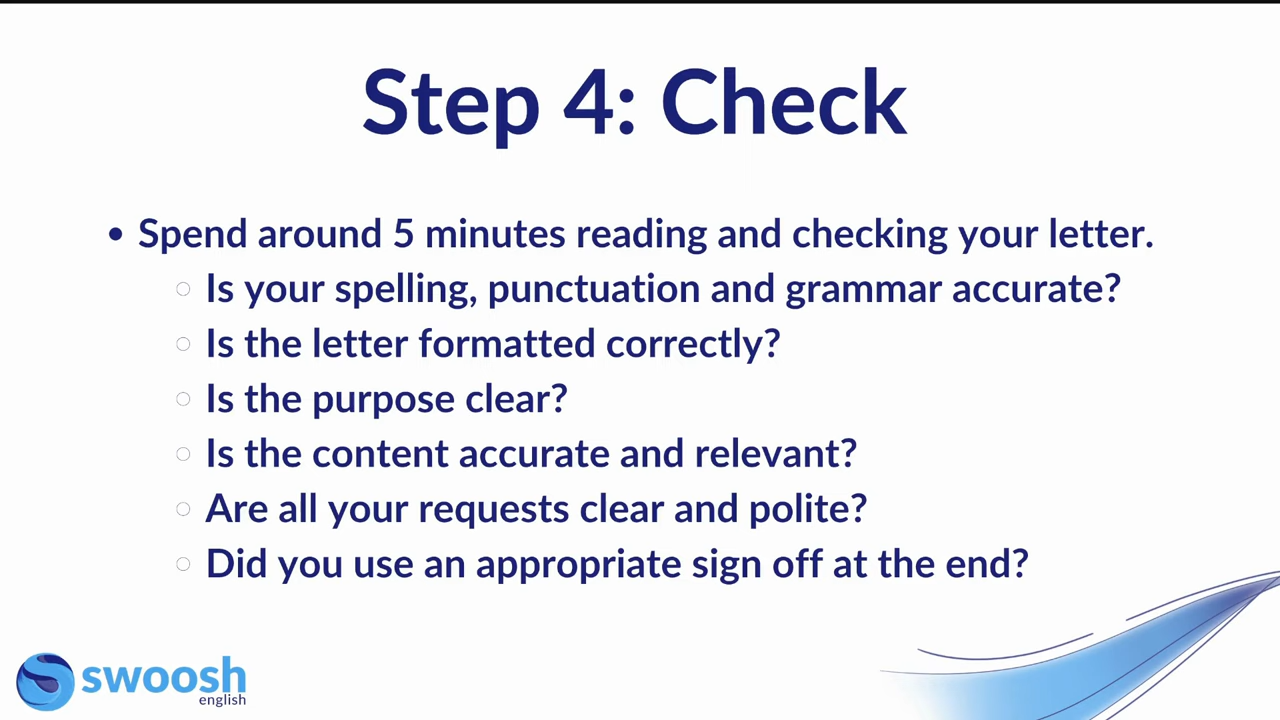 Step 4: Check
• Spend around 5 minutes reading and checking your letter.
○ Is your spelling, punctuation and grammar accurate?
○ Is the letter formatted correctly?
○ Is the purpose clear?
○ Is the content accurate and relevant?
○ Are all your requests clear and polite?
○ Did you use an appropriate sign off at the end?
swoosh
english